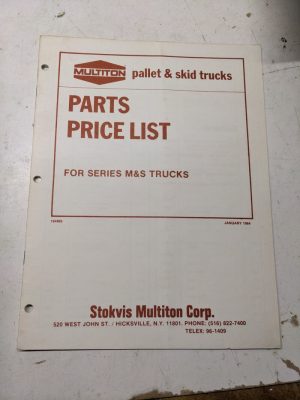 MULTITON pallet & skid trucks
PARTS
PRICE LIST
FOR SERIES M&S TRUCKS
JANUARY 1984
Stokvis Multiton Corp.
520 WEST JOHN ST. / HICKSVILLE, N.Y. 11801 PHONE: (516) 822-7400
TELEX: 96-1409